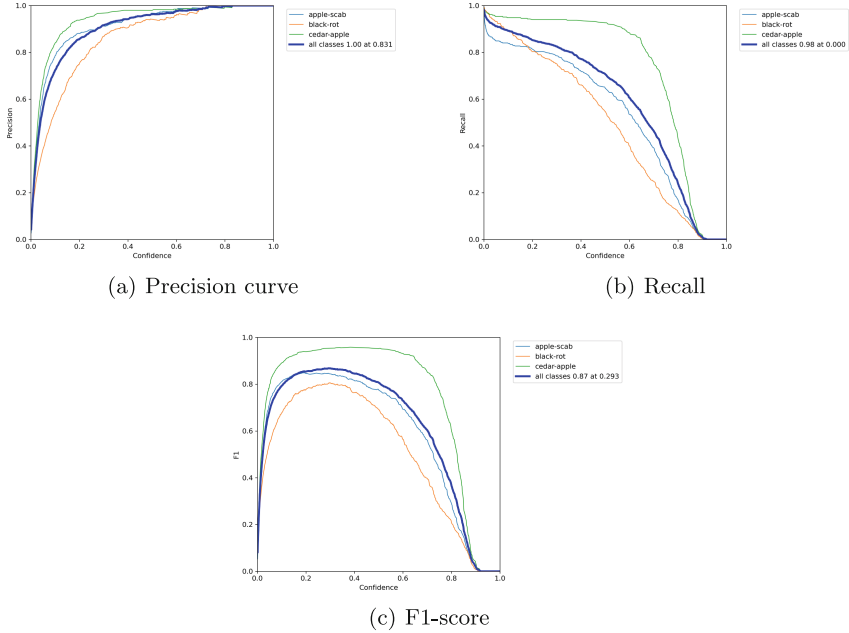 1.0
0.8
0.6
0.4
0.2
0.0
Precision
0.0 0.2 0.4 0.6 0.8 1.0
Confidence
apple-scab
black-rot
cedar-apple
all classes 1.00 at 0.831
(a) Precision curve
1.0
0.8
0.6
0.4
0.2
0.0
Recall
0.0 0.2 0.4 0.6 0.8 1.0
Confidence
apple-scab
black-rot
cedar-apple
all classes 0.98 at 0.000
(b) Recall
1.0
0.8
0.6
0.4
0.2
0.0
F1
0.0 0.2 0.4 0.6 0.8 1.0
Confidence
apple-scab
black-rot
cedar-apple
all classes 0.87 at 0.293
(c) F1-score